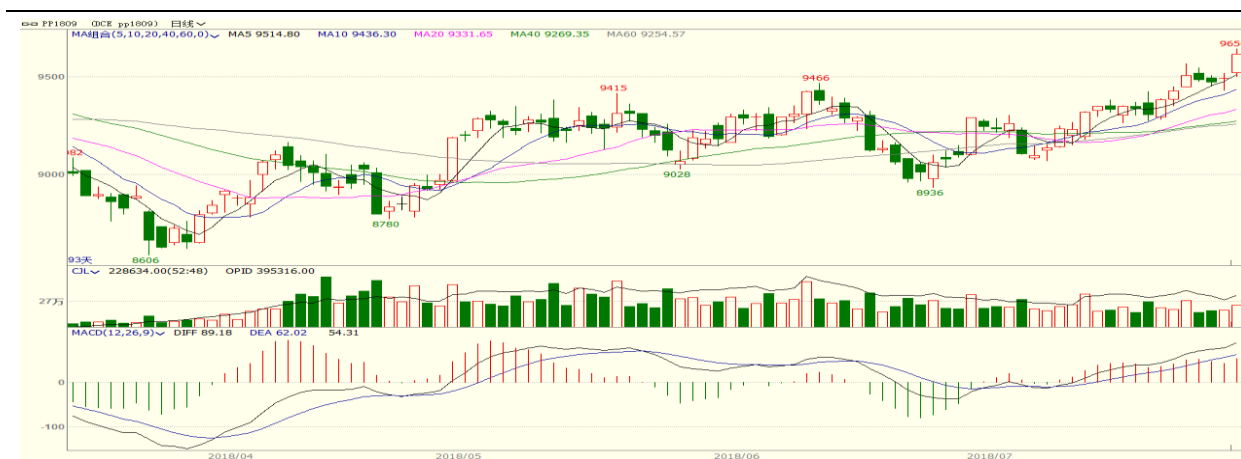 PP1809 (DCE pp1809) 日线
MA组合(5,10,20,40,60,0) MA5 9514.80 MA10 9436.30 MA20 9331.65 MA40 9269.35 MA60 9254.57
965
9500
9466
9415
9082
9000
9028
8936
8780
93天
8606
CJL 228634.00(52:48) OPID 395316.00
27万
MACD(12,26,9) DIFF 89.18 DEA 62.02 54.31
0
-100
2018/04 2018/05 2018/06 2018/07